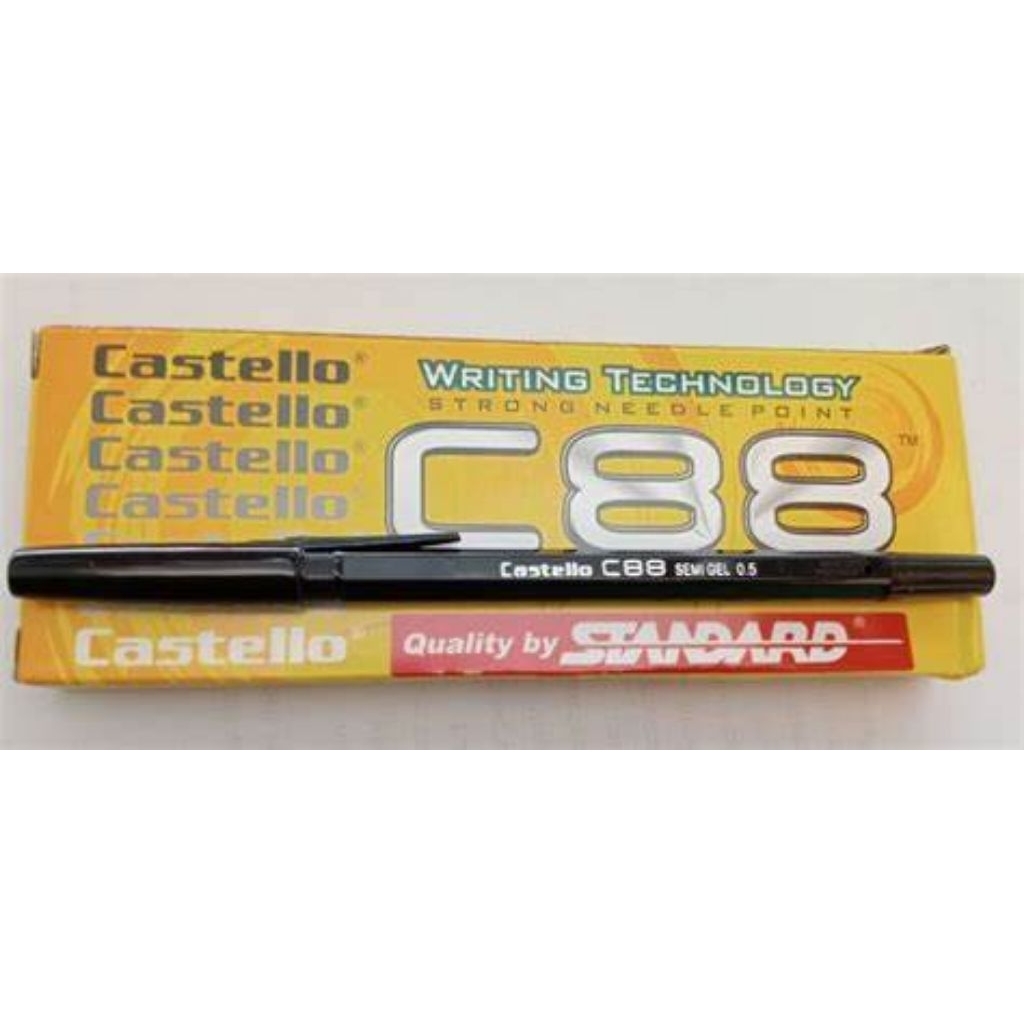 Castello®
Castello®
Castello®
Castello®
WRITING TECHNOLOGY
STRONG NEEDLE POINT
C88™
Castello C88 SEMI GEL 0.5
Castello®
Quality by STANDARD®